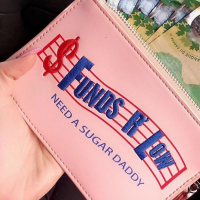 $ FUNDS R LOW
NEED A SUGAR DADDY